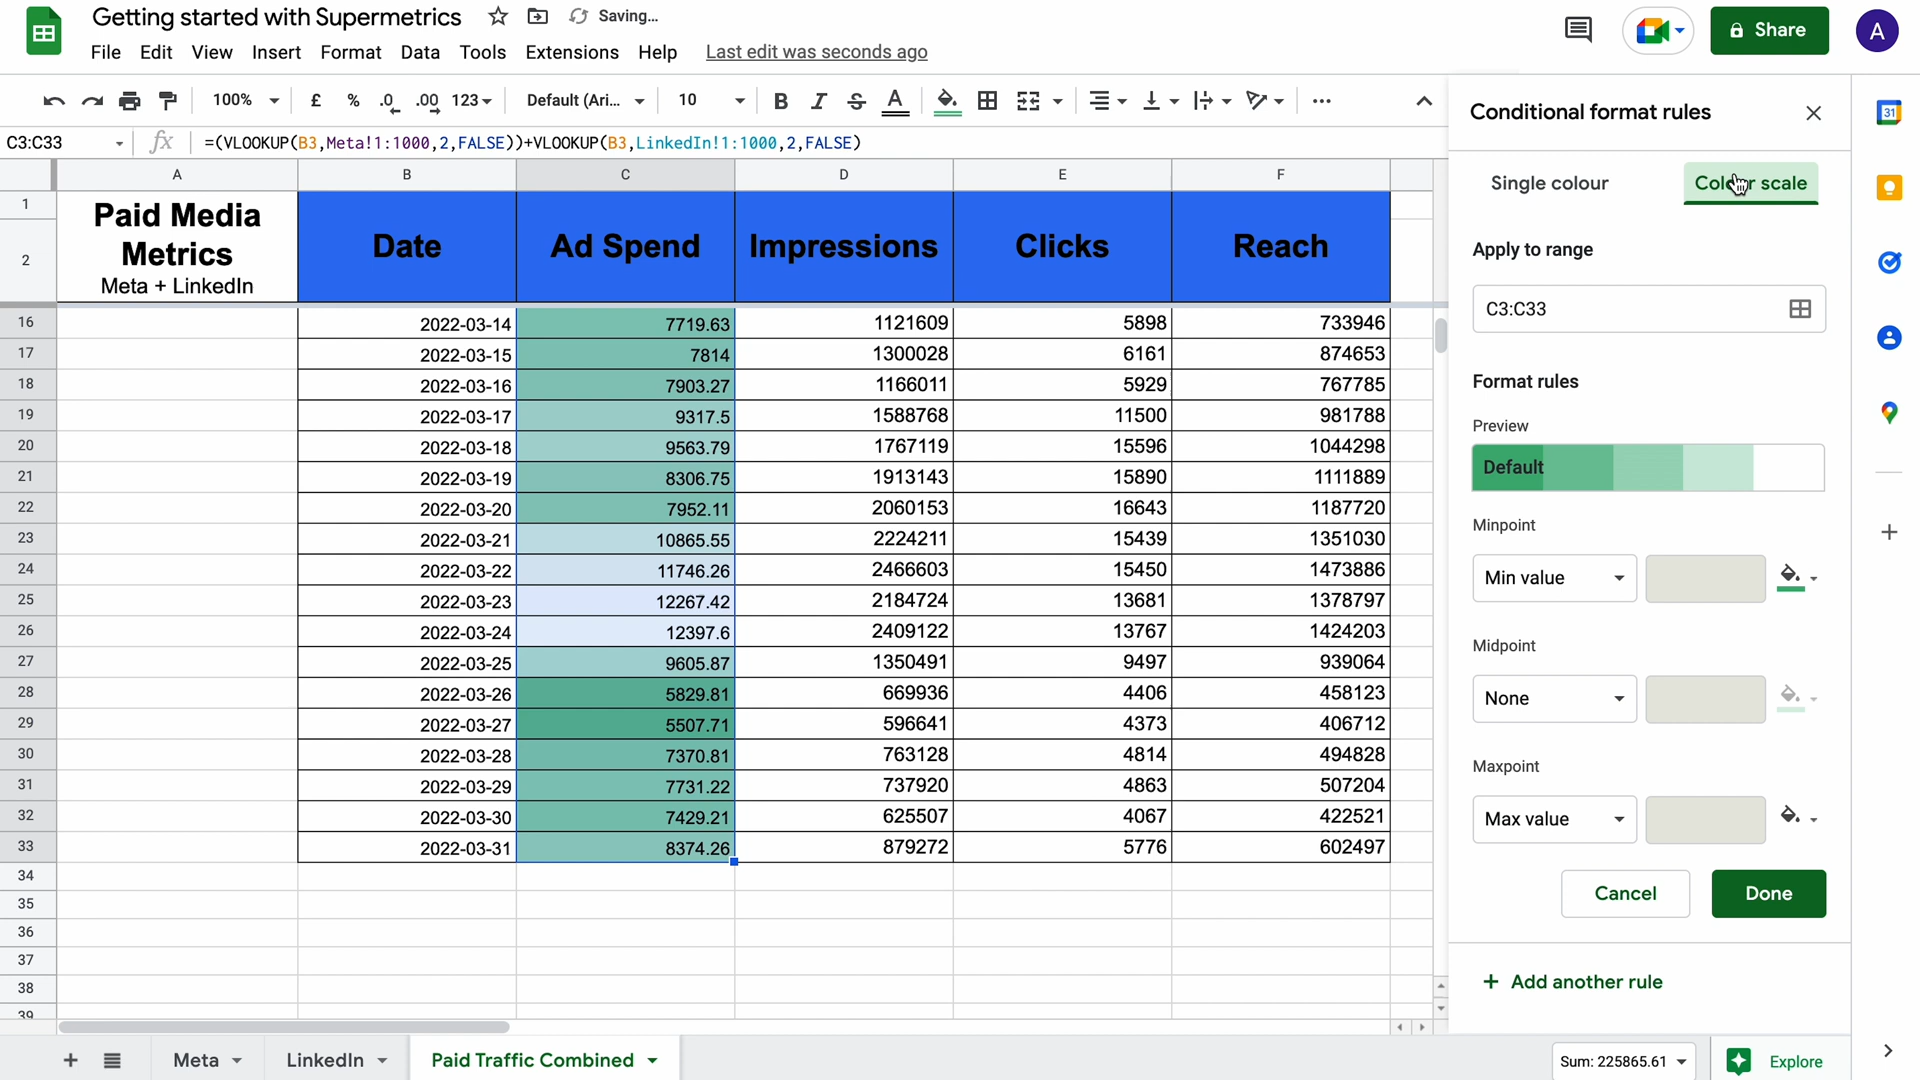 Getting started with Supermetrics
Saving...
File Edit View Insert Format Data Tools Extensions Help Last edit was seconds ago
Share
A
100% £ % .0 .00 123 Default (Ari... 10 B I S A
C3:C33 fx =(VLOOKUP(B3,Meta!1:1000,2,FALSE))+VLOOKUP(B3,LinkedIn!1:1000,2,FALSE)
A B C D E F
1
2
Paid Media
Metrics
Meta + LinkedIn
Date Ad Spend Impressions Clicks Reach
16 2022-03-14 7719.63 1121609 5898 733946
17 2022-03-15 7814 1300028 6161 874653
18 2022-03-16 7903.27 1166011 5929 767785
19 2022-03-17 9317.5 1588768 11500 981788
20 2022-03-18 9563.79 1767119 15596 1044298
21 2022-03-19 8306.75 1913143 15890 1111889
22 2022-03-20 7952.11 2060153 16643 1187720
23 2022-03-21 10865.55 2224211 15439 1351030
24 2022-03-22 11746.26 2466603 15450 1473886
25 2022-03-23 12267.42 2184724 13681 1378797
26 2022-03-24 12397.6 2409122 13767 1424203
27 2022-03-25 9605.87 1350491 9497 939064
28 2022-03-26 5829.81 669936 4406 458123
29 2022-03-27 5507.71 596641 4373 406712
30 2022-03-28 7370.81 763128 4814 494828
31 2022-03-29 7731.22 737920 4863 507204
32 2022-03-30 7429.21 625507 4067 422521
33 2022-03-31 8374.26 879272 5776 602497
34
35
36
37
38
39
Conditional format rules
Single colour Colour scale
Apply to range
C3:C33
Format rules
Preview
Default
Minpoint
Min value
Midpoint
None
Maxpoint
Max value
Cancel Done
+ Add another rule
31
Meta LinkedIn Paid Traffic Combined
Sum: 225865.61 Explore